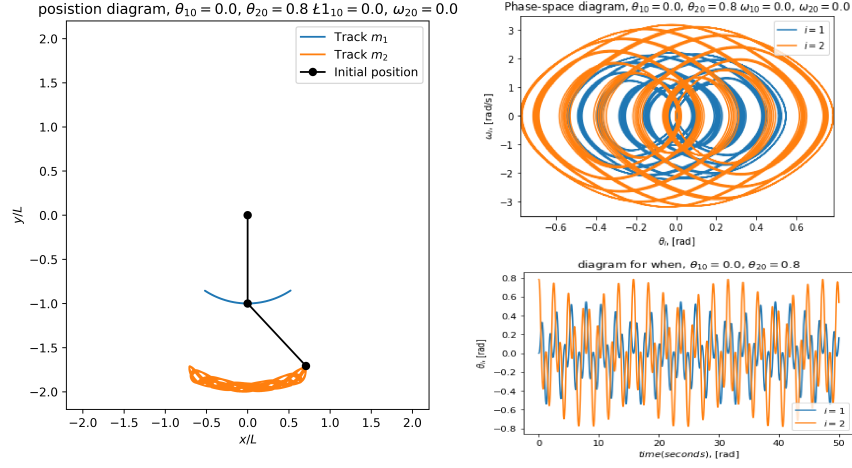 posistion diagram, θ₁₀ = 0.0, θ₂₀ = 0.8 Ł1₁₀ = 0.0, ω₂₀ = 0.0
Track m₁
Track m₂
Initial position
2.0
1.5
1.0
0.5
0.0
−0.5
−1.0
−1.5
−2.0
y/L
−2.0 −1.5 −1.0 −0.5 0.0 0.5 1.0 1.5 2.0
x/L
Phase-space diagram, θ₁₀ = 0.0, θ₂₀ = 0.8 ω₁₀ = 0.0, ω₂₀ = 0.0
i = 1
i = 2
3
2
1
0
−1
−2
−3
ωᵢ, [rad/s]
−0.6 −0.4 −0.2 0.0 0.2 0.4 0.6
θᵢ, [rad]
diagram for when, θ₁₀ = 0.0, θ₂₀ = 0.8
0.8
0.6
0.4
0.2
0.0
−0.2
−0.4
−0.6
−0.8
θᵢ, [rad]
i = 1
i = 2
0 10 20 30 40 50
time(seconds), [rad]